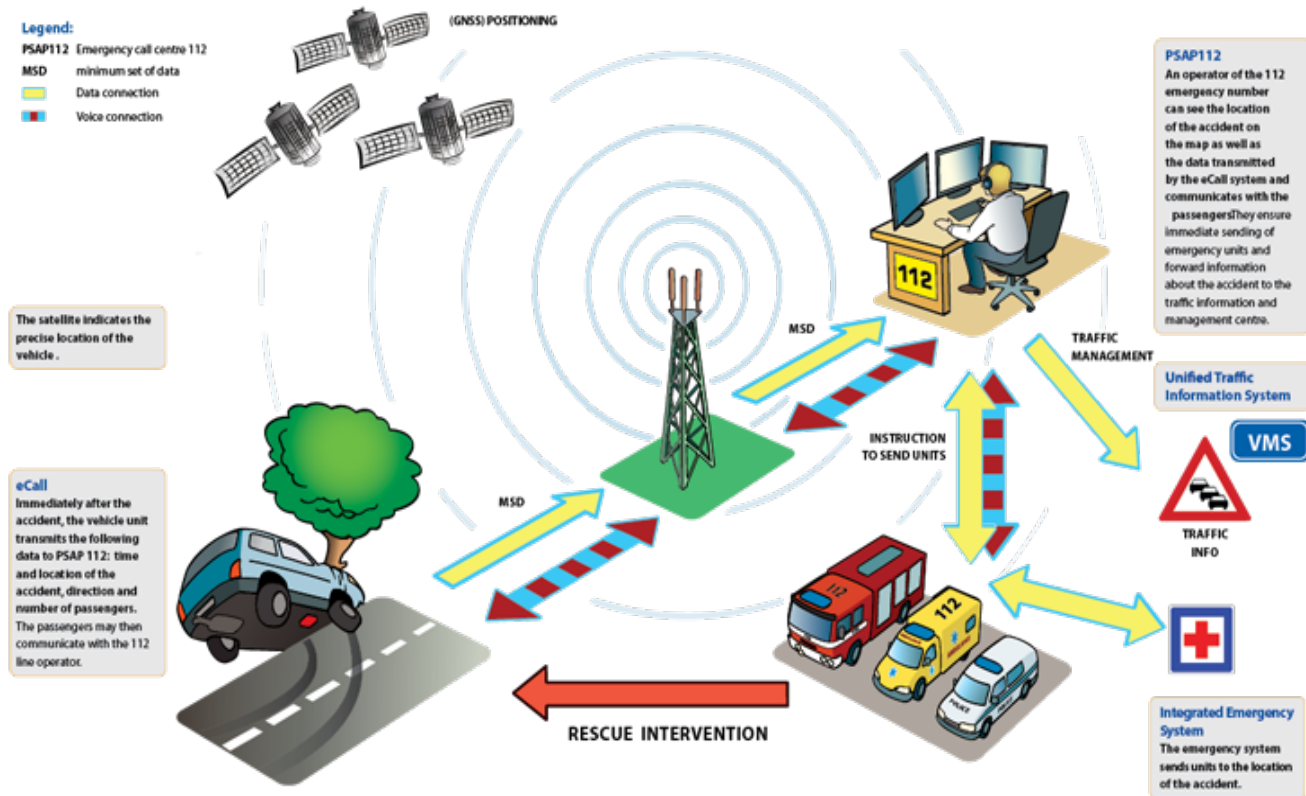 Legend:
PSAP112 Emergency call centre 112
MSD minimum set of data
Data connection
Voice connection
(GNSS) POSITIONING
PSAP112
An operator of the 112
emergency number
can see the location
of the accident on
the map as well as
the data transmitted
by the eCall system and
communicates with the
passengersThey ensure
immediate sending of
emergency units and
forward information
about the accident to the
traffic information and
management centre.
112
The satellite indicates the
precise location of the
vehicle .
MSD
TRAFFIC
MANAGEMENT
Unified Traffic
Information System
VMS
INSTRUCTION
TO SEND UNITS
eCall
Immediately after the
accident, the vehicle unit
transmits the following
data to PSAP 112: time
and location of the
accident, direction and
number of passengers.
The passengers may then
communicate with the 112
line operator.
MSD
TRAFFIC
INFO
112
112
POLICE
RESCUE INTERVENTION
Integrated Emergency
System
The emergency system
sends units to the location
of the accident.